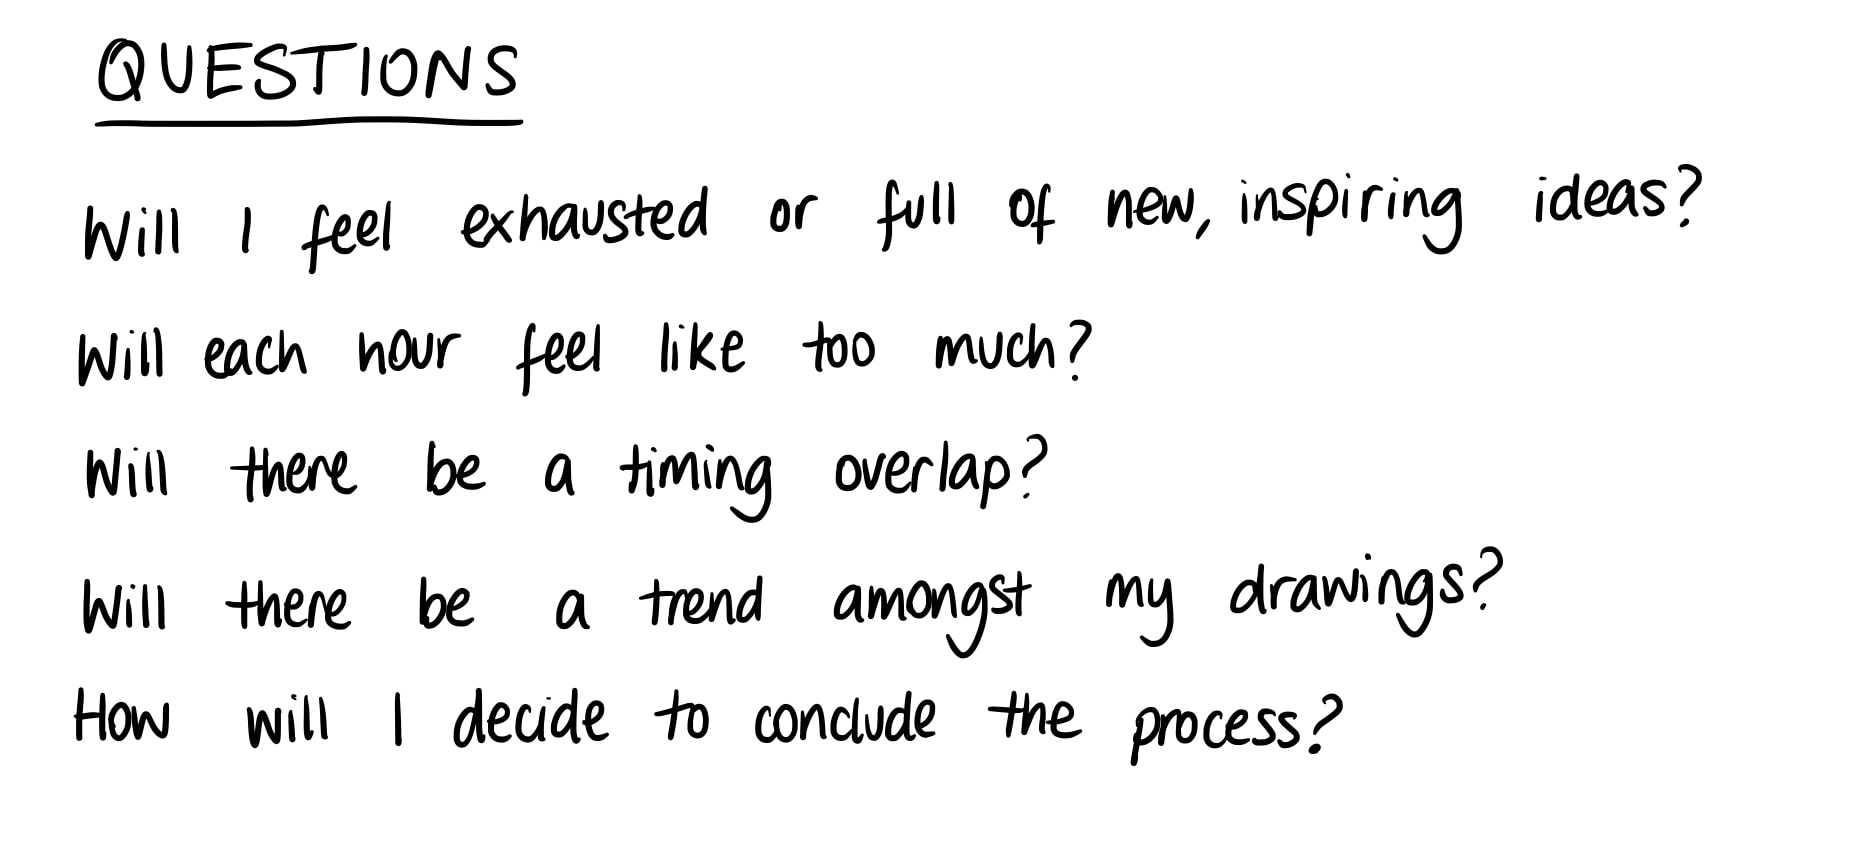 QUESTIONS
Will I feel exhausted or full of new, inspiring ideas?
Will each hour feel like too much?
Will there be a timing overlap?
Will there be a trend amongst my drawings?
How will I decide to conclude the process?